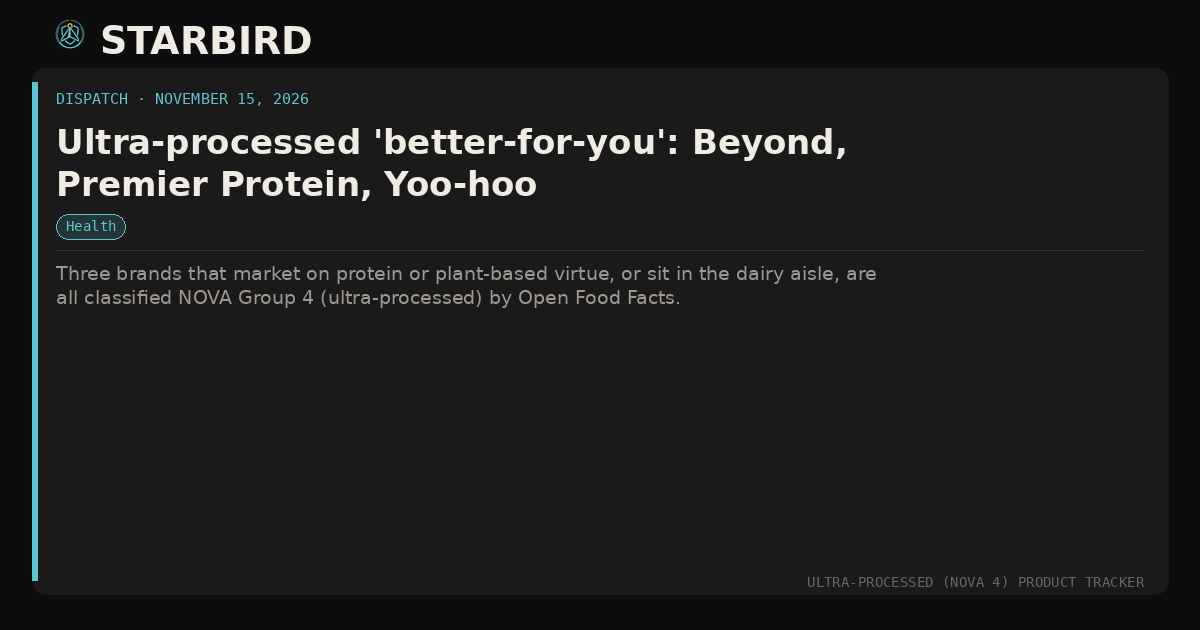 STARBIRD
DISPATCH · NOVEMBER 15, 2026
Ultra-processed 'better-for-you': Beyond,
Premier Protein, Yoo-hoo
Health
Three brands that market on protein or plant-based virtue, or sit in the dairy aisle, are
all classified NOVA Group 4 (ultra-processed) by Open Food Facts.
ULTRA-PROCESSED (NOVA 4) PRODUCT TRACKER